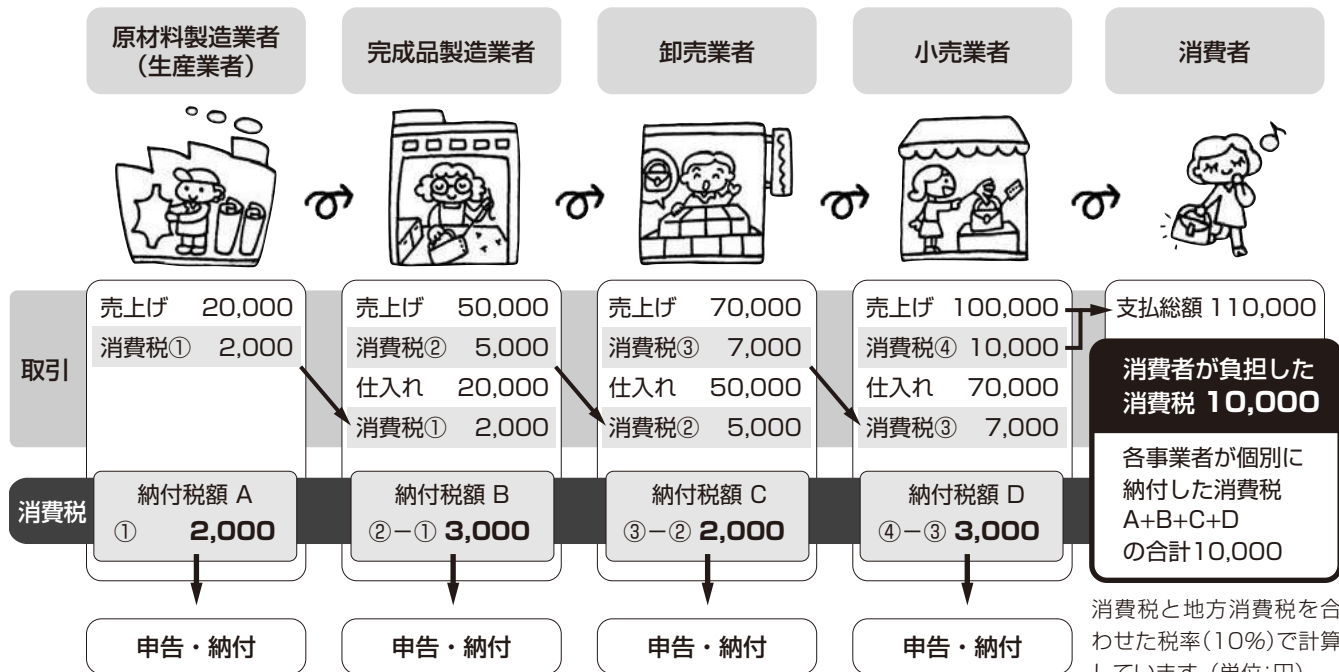 原材料製造業者
（生産業者）
完成品製造業者
卸売業者
小売業者
消費者
取引
売上げ 20,000
消費税① 2,000
売上げ 50,000
消費税② 5,000
仕入れ 20,000
消費税① 2,000
売上げ 70,000
消費税③ 7,000
仕入れ 50,000
消費税② 5,000
売上げ 100,000
消費税④ 10,000
仕入れ 70,000
消費税③ 7,000
支払総額 110,000
消費者が負担した
消費税 10,000
各事業者が個別に
納付した消費税
A+B+C+D
の合計10,000
消費税
納付税額 A
① 2,000
納付税額 B
②－① 3,000
納付税額 C
③－② 2,000
納付税額 D
④－③ 3,000
申告・納付
申告・納付
申告・納付
申告・納付
消費税と地方消費税を合
わせた税率（10%）で計算
しています。（単位：円）